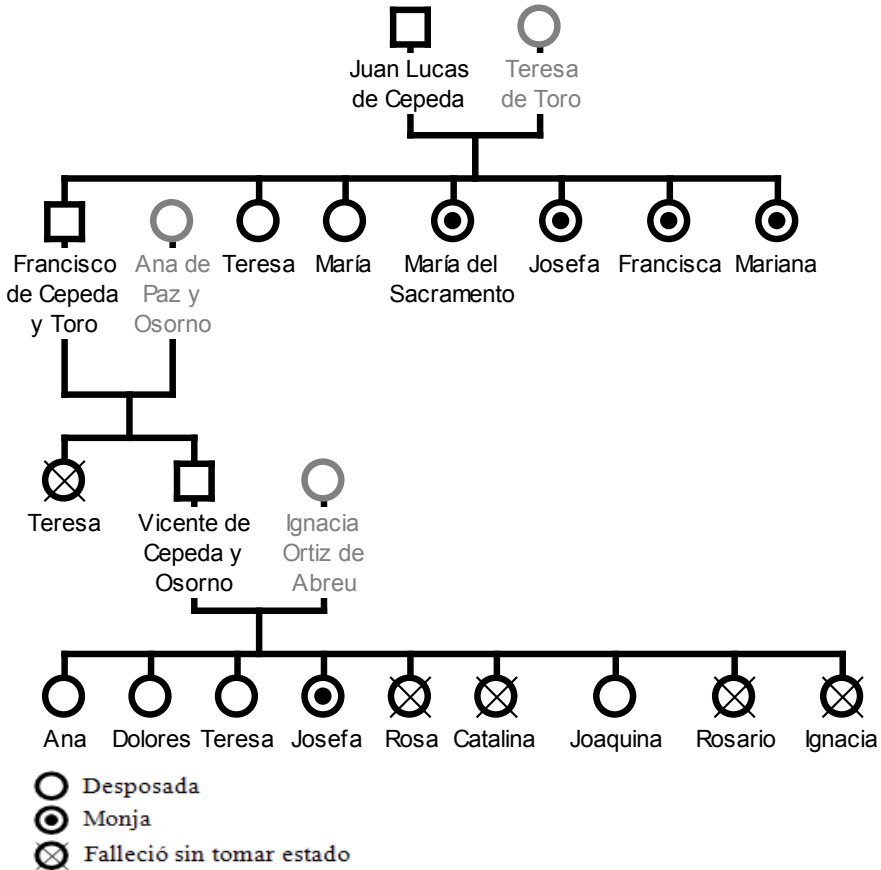 Juan Lucas
de Cepeda
Teresa
de Toro
Francisco
de Cepeda
y Toro
Ana de
Paz y
Osorno
Teresa
María
María del
Sacramento
Josefa
Francisca
Mariana
Teresa
Vicente de
Cepeda y
Osorno
Ignacia
Ortiz de
Abreu
Ana
Dolores
Teresa
Josefa
Rosa
Catalina
Joaquina
Rosario
Ignacia
Desposada
Monja
Falleció sin tomar estado